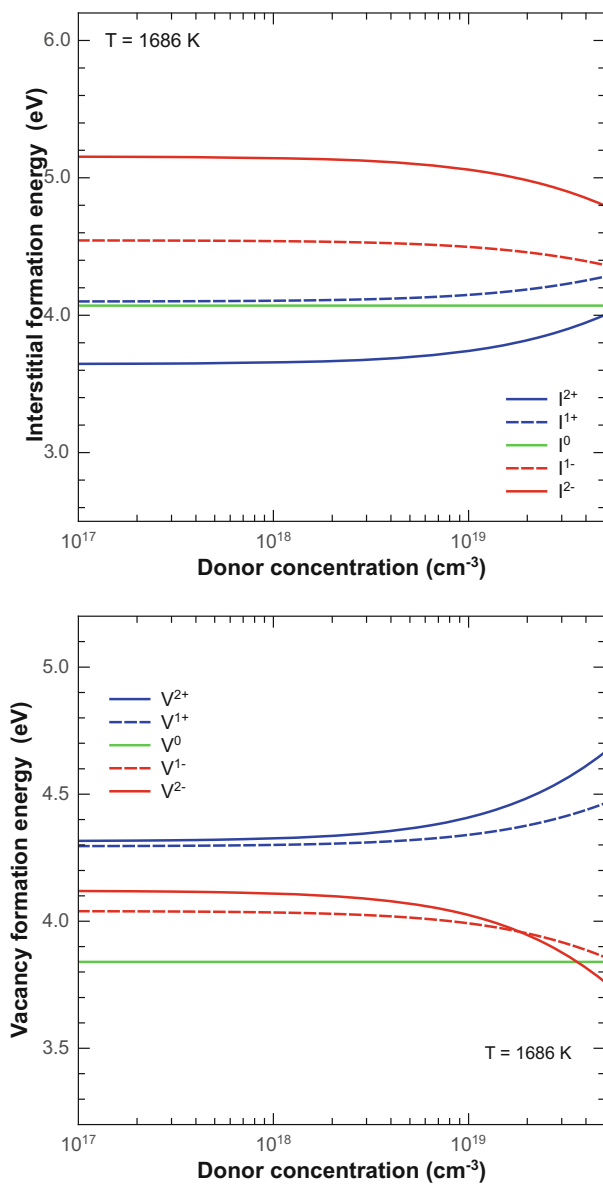 6.0
T = 1686 K
5.0
Interstitial formation energy (eV)
4.0
I2+
I1+
I0
3.0
I1-
I2-
10^17
10^18
10^19
Donor concentration (cm-3)
5.0
V2+
V1+
V0
V1-
V2-
4.5
Vacancy formation energy (eV)
4.0
3.5
T = 1686 K
10^17
10^18
10^19
Donor concentration (cm-3)